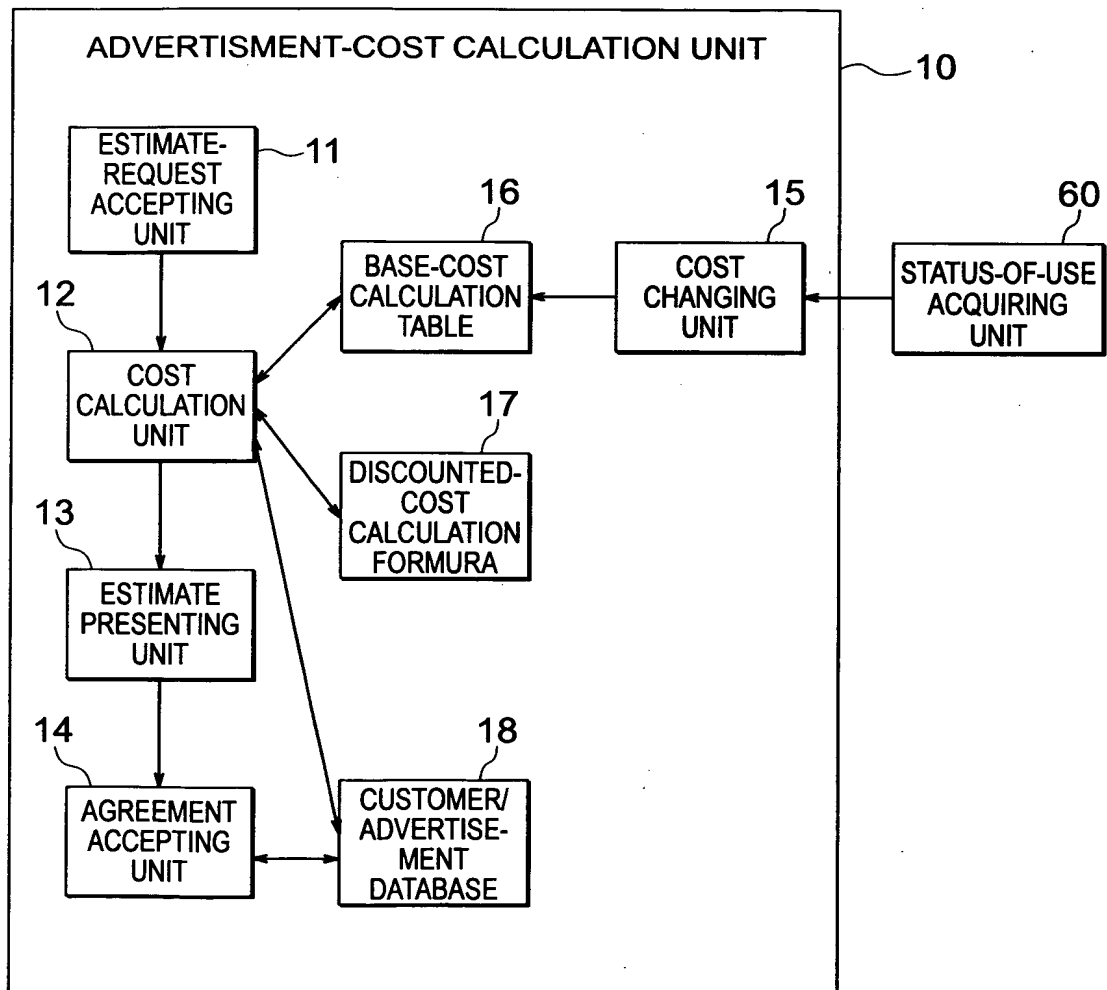 ADVERTISMENT-COST CALCULATION UNIT
10
ESTIMATE-
REQUEST
ACCEPTING
UNIT
11
16
BASE-COST
CALCULATION
TABLE
15
COST
CHANGING
UNIT
60
STATUS-OF-USE
ACQUIRING
UNIT
12
COST
CALCULATION
UNIT
17
DISCOUNTED-
COST
CALCULATION
FORMURA
13
ESTIMATE
PRESENTING
UNIT
14
AGREEMENT
ACCEPTING
UNIT
18
CUSTOMER/
ADVERTISE-
MENT
DATABASE